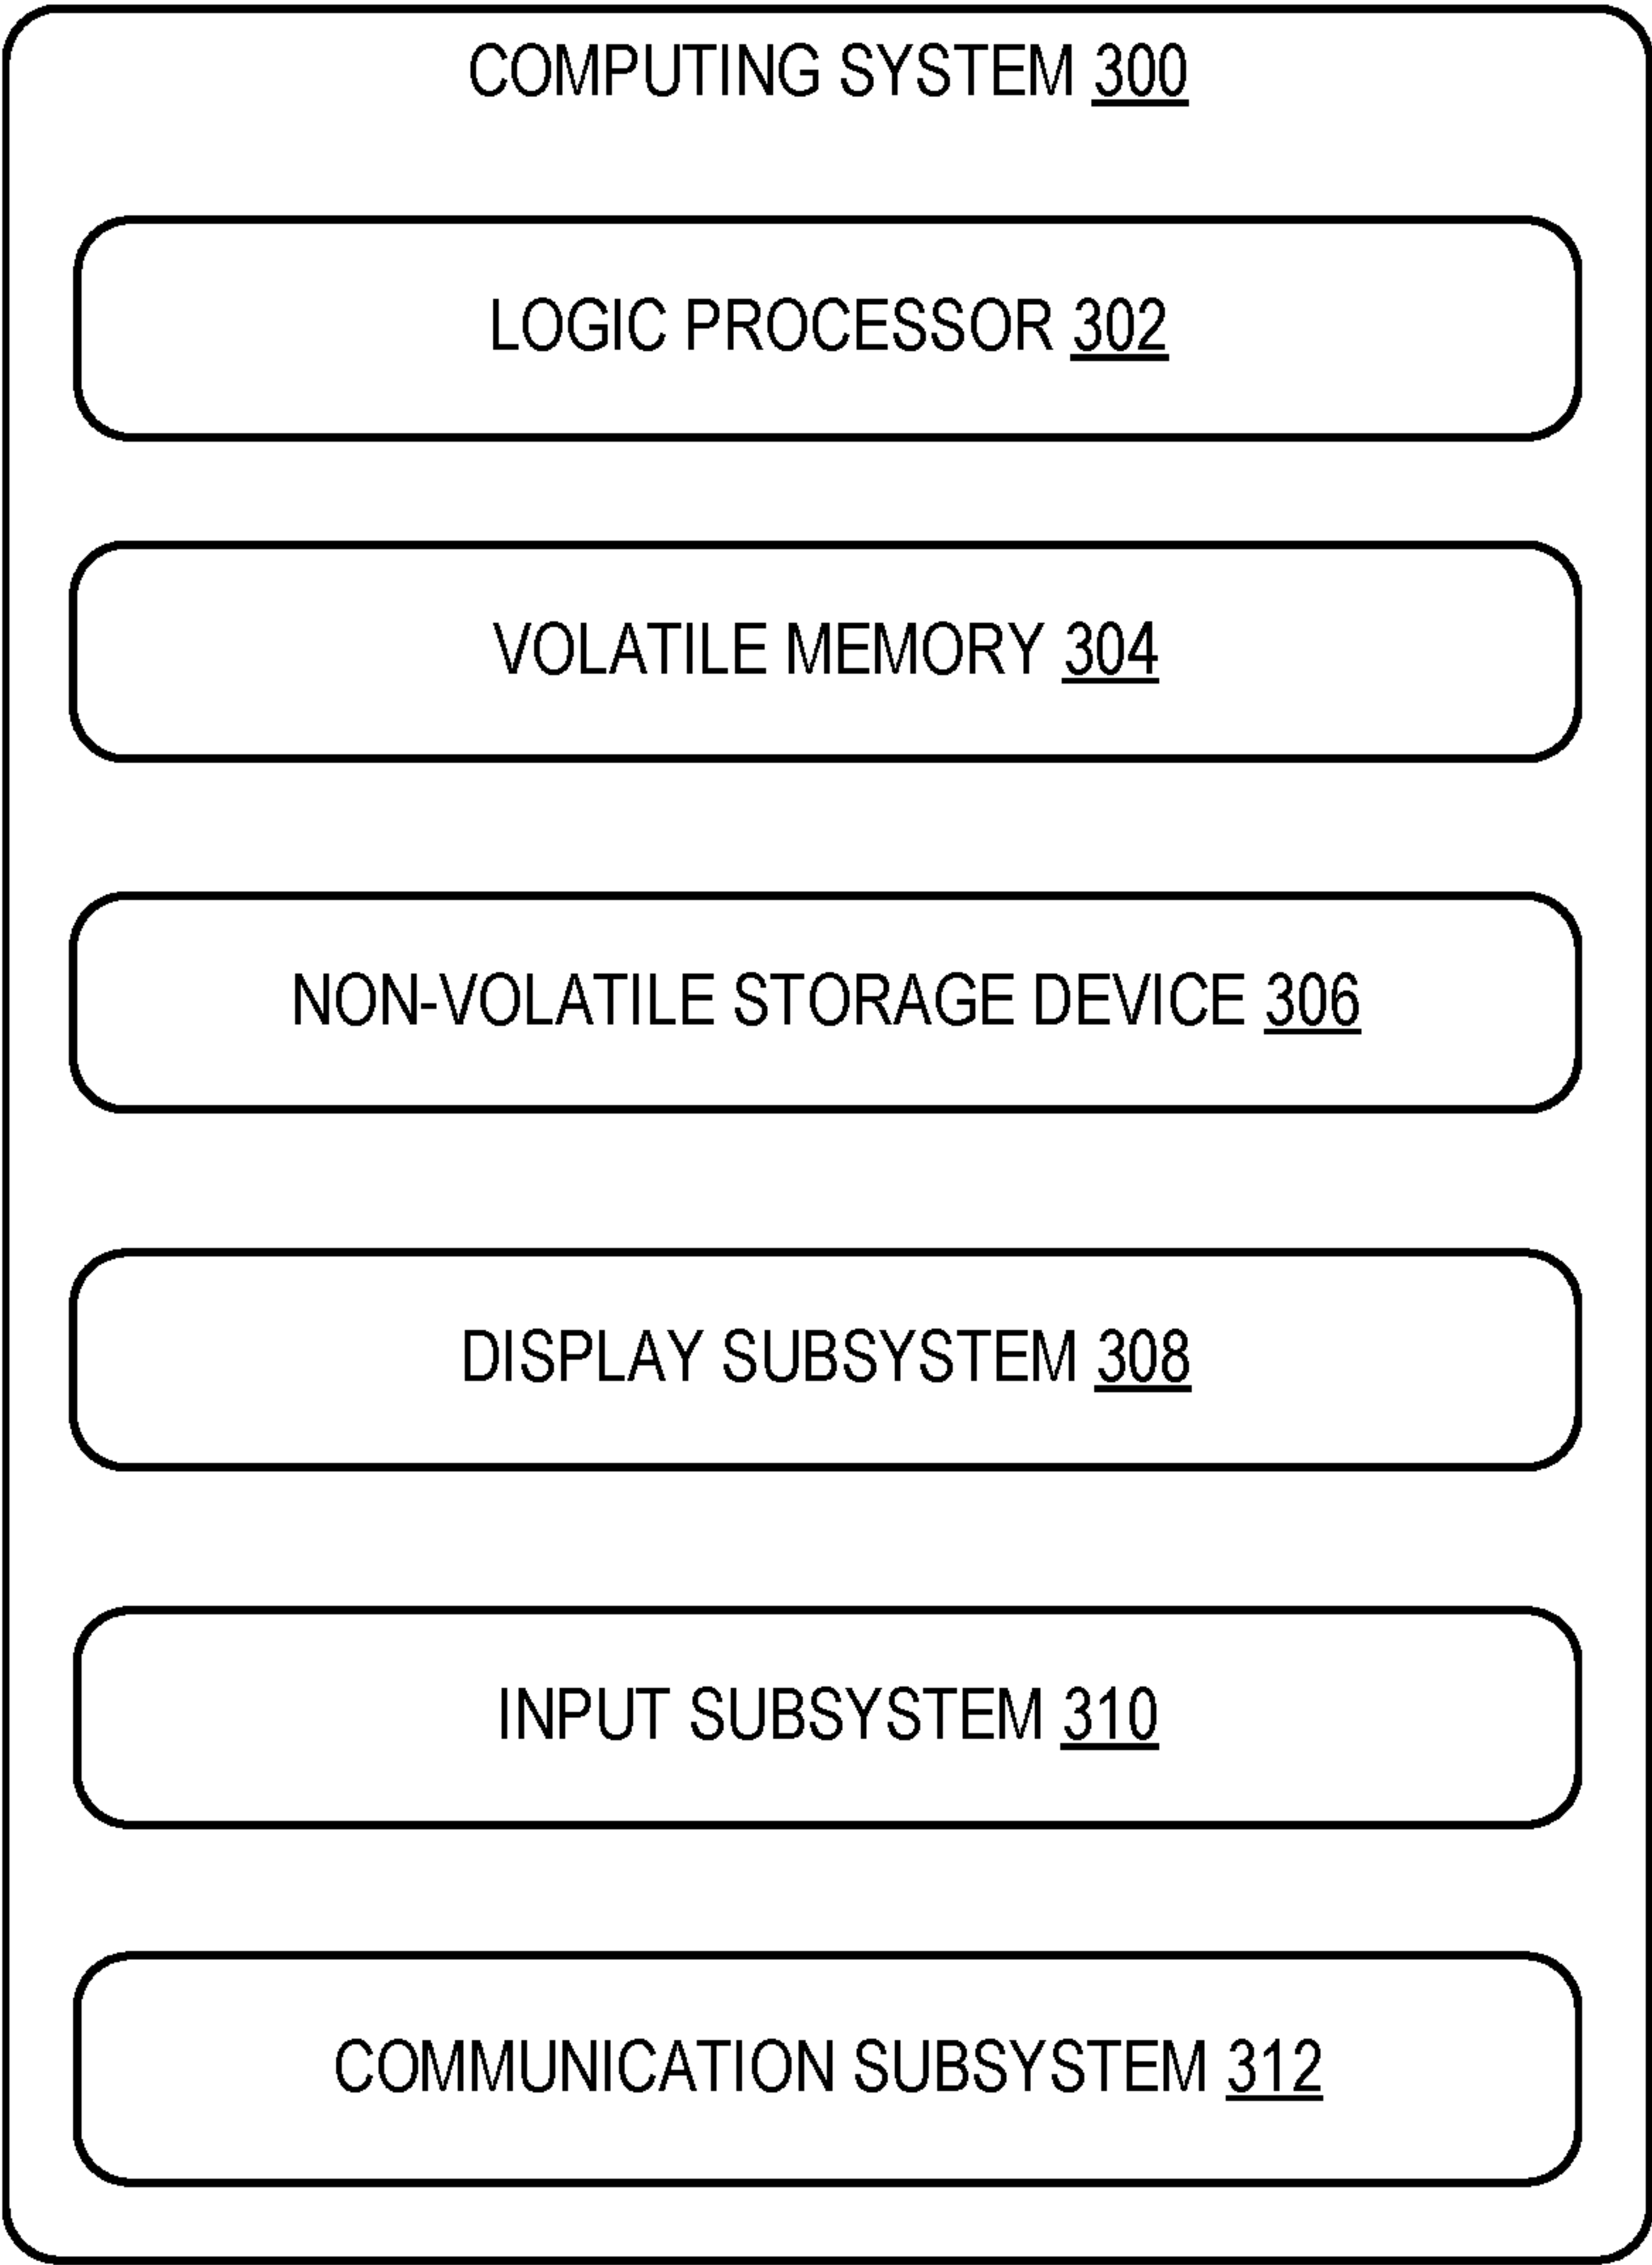 COMPUTING SYSTEM 300
LOGIC PROCESSOR 302
VOLATILE MEMORY 304
NON-VOLATILE STORAGE DEVICE 306
DISPLAY SUBSYSTEM 308
INPUT SUBSYSTEM 310
COMMUNICATION SUBSYSTEM 312